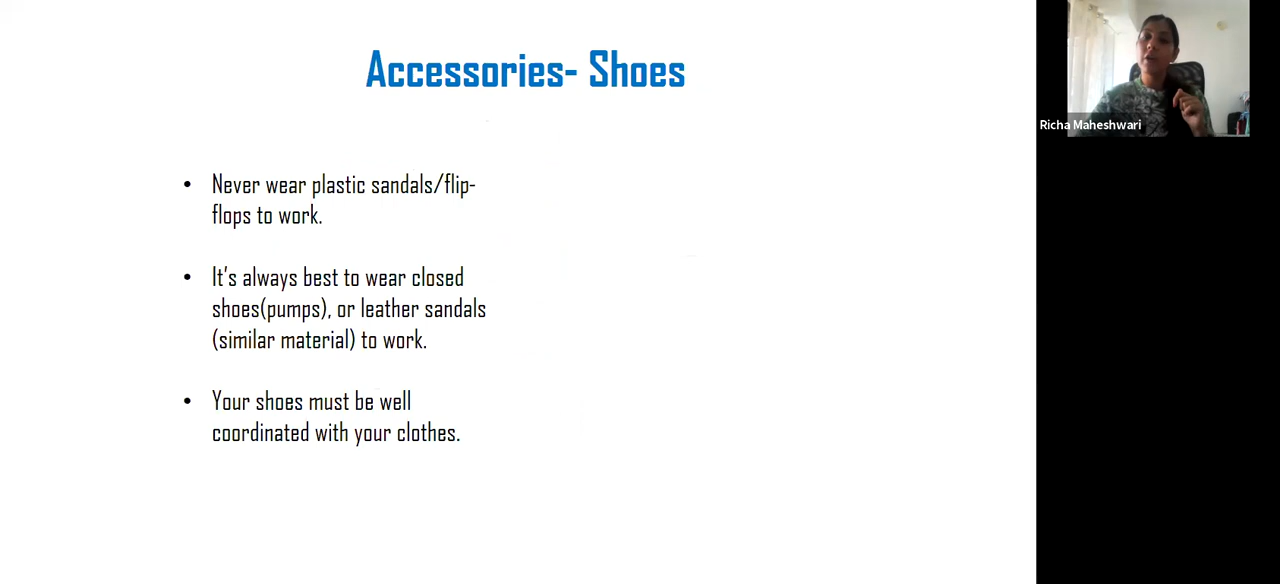 Accessories- Shoes
Richa Maheshwari
• Never wear plastic sandals/flip-
flops to work.
• It's always best to wear closed
shoes(pumps), or leather sandals
(similar material) to work.
• Your shoes must be well
coordinated with your clothes.